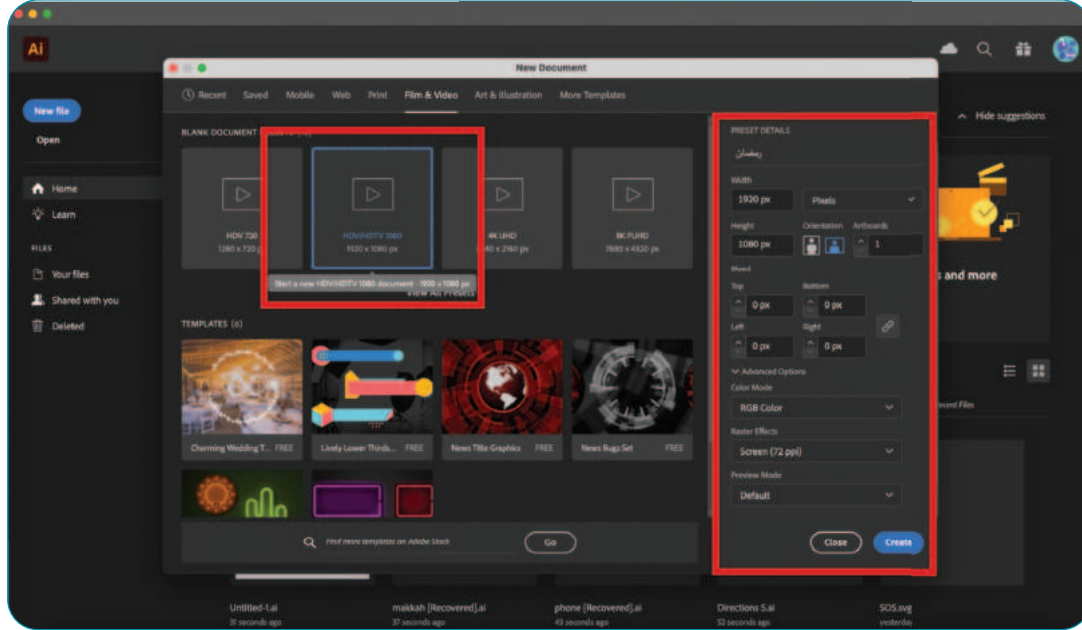 Ai
New Document
Recent Saved Mobile Web Print Film & Video Art & Illustration More Templates
New file
Open
Home
Learn
FILES
Your files
Shared with you
Deleted
BLANK DOCUMENT
HDV 720
1280 x 720
HDV/HDTV 1080
1920 x 1080 px
4K UHD
x 2160 px
8K FUHD
7680 x 4320 px
Start a new HDV/HDTV 1080 document - 1920 x 1080 px
View All Presets
TEMPLATES (6)
Charming Wedding T... FREE
Lively Lower Thirds... FREE
News Title Graphics FREE
News Bugs Set FREE
Find more templates on Adobe Stock
Go
PRESET DETAILS
رمضان
Width
1920 px Pixels
Height Orientation Artboards
1080 px 1
Top Bottom
0 px 0 px
Left Right
0 px 0 px
Advanced Options
Color Mode
RGB Color
Raster Effects
Screen (72 ppi)
Preview Mode
Default
Close Create
Hide suggestions
s and more
Recent Files
Untitled-1.ai
31 seconds ago
makkah [Recovered].ai
37 seconds ago
phone [Recovered].ai
43 seconds ago
Directions S.ai
52 seconds ago
SOS.svg
yesterday